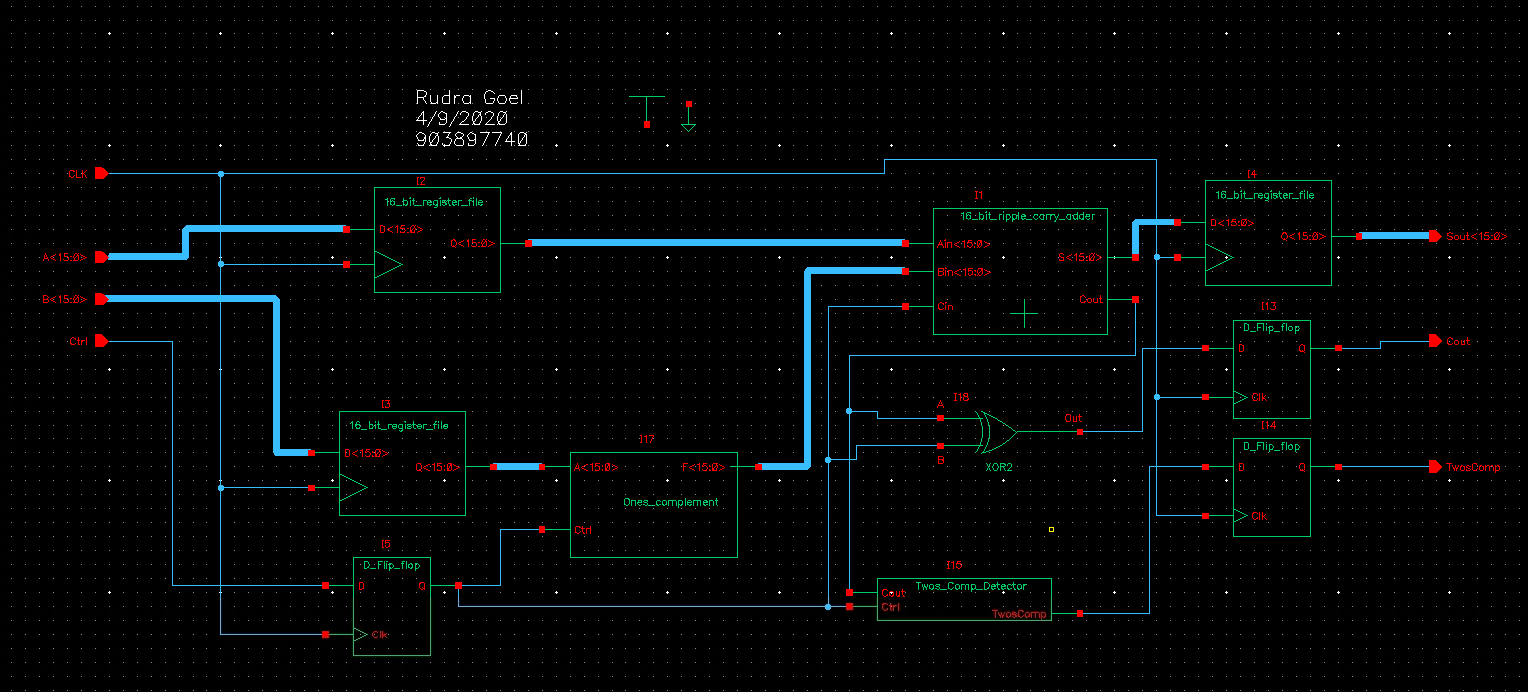 Rudra Goel
4/9/2020
903897740
CLK
A<15:0>
B<15:0>
Ctrl
I2
16_bit_register_file
D<15:0>
Q<15:0>
I1
16_bit_ripple_carry_adder
Ain<15:0>
Bin<15:0>
Cin
S<15:0>
Cout
I4
16_bit_register_file
D<15:0>
Q<15:0>
Sout<15:0>
I13
D_Flip_flop
D
Q
Clk
Cout
I3
16_bit_register_file
D<15:0>
Q<15:0>
I17
A<15:0>
F<15:0>
Ones_complement
Ctrl
I18
A
B
Out
XOR2
I14
D_Flip_flop
D
Q
Clk
TwosComp
I5
D_Flip_flop
D
Q
Clk
Twos_Comp_Detector
Cout
Ctrl
TwosComp